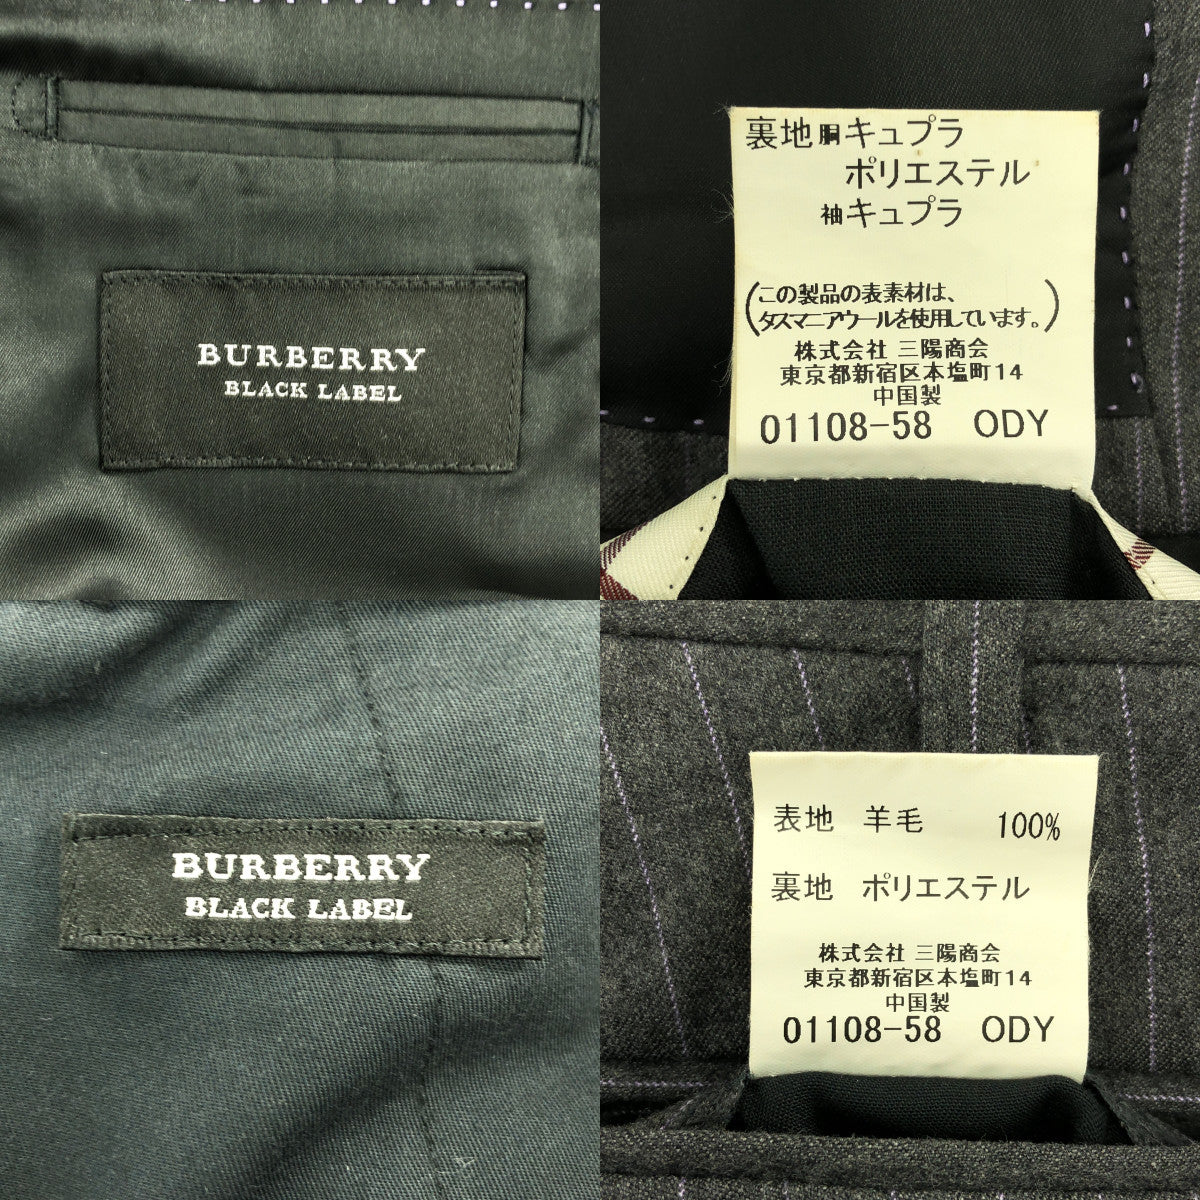 BURBERRY
BLACK LABEL
裏地 胴 キュプラ
ポリエステル
袖 キュプラ
(この製品の表素材は、
タスマニアウールを使用しています。)
株式会社 三陽商会
東京都新宿区本塩町14
中国製
01108-58 ODY
BURBERRY
BLACK LABEL
表地 羊毛 100%
裏地 ポリエステル
株式会社 三陽商会
東京都新宿区本塩町14
中国製
01108-58 ODY